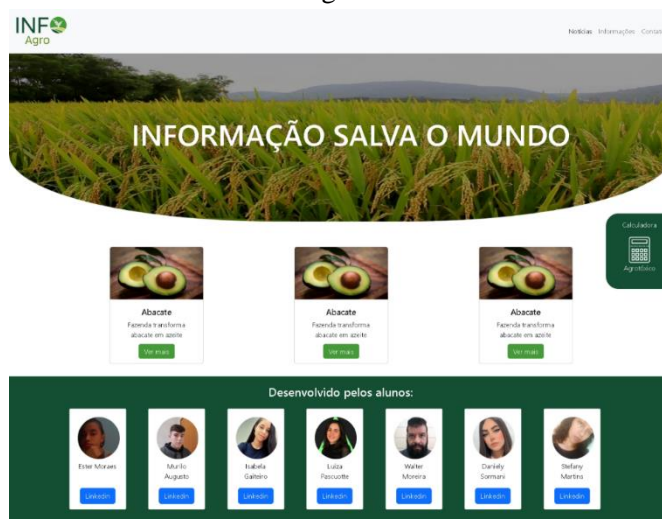 INFO
Agro
Notícias Informações Contato
INFORMAÇÃO SALVA O MUNDO
Calculadora
Agrotóxico
Abacate
Fazenda transforma
abacate em azeite
Ver mais
Abacate
Fazenda transforma
abacate em azeite
Ver mais
Abacate
Fazenda transforma
abacate em azeite
Ver mais
Desenvolvido pelos alunos:
Ester Moraes
Linkedin
Murilo
Augusto
Linkedin
Isabela
Gaiteiro
Linkedin
Luiza
Pascuotte
Linkedin
Walter
Moreira
Linkedin
Daniely
Sormani
Linkedin
Stefany
Martins
Linkedin